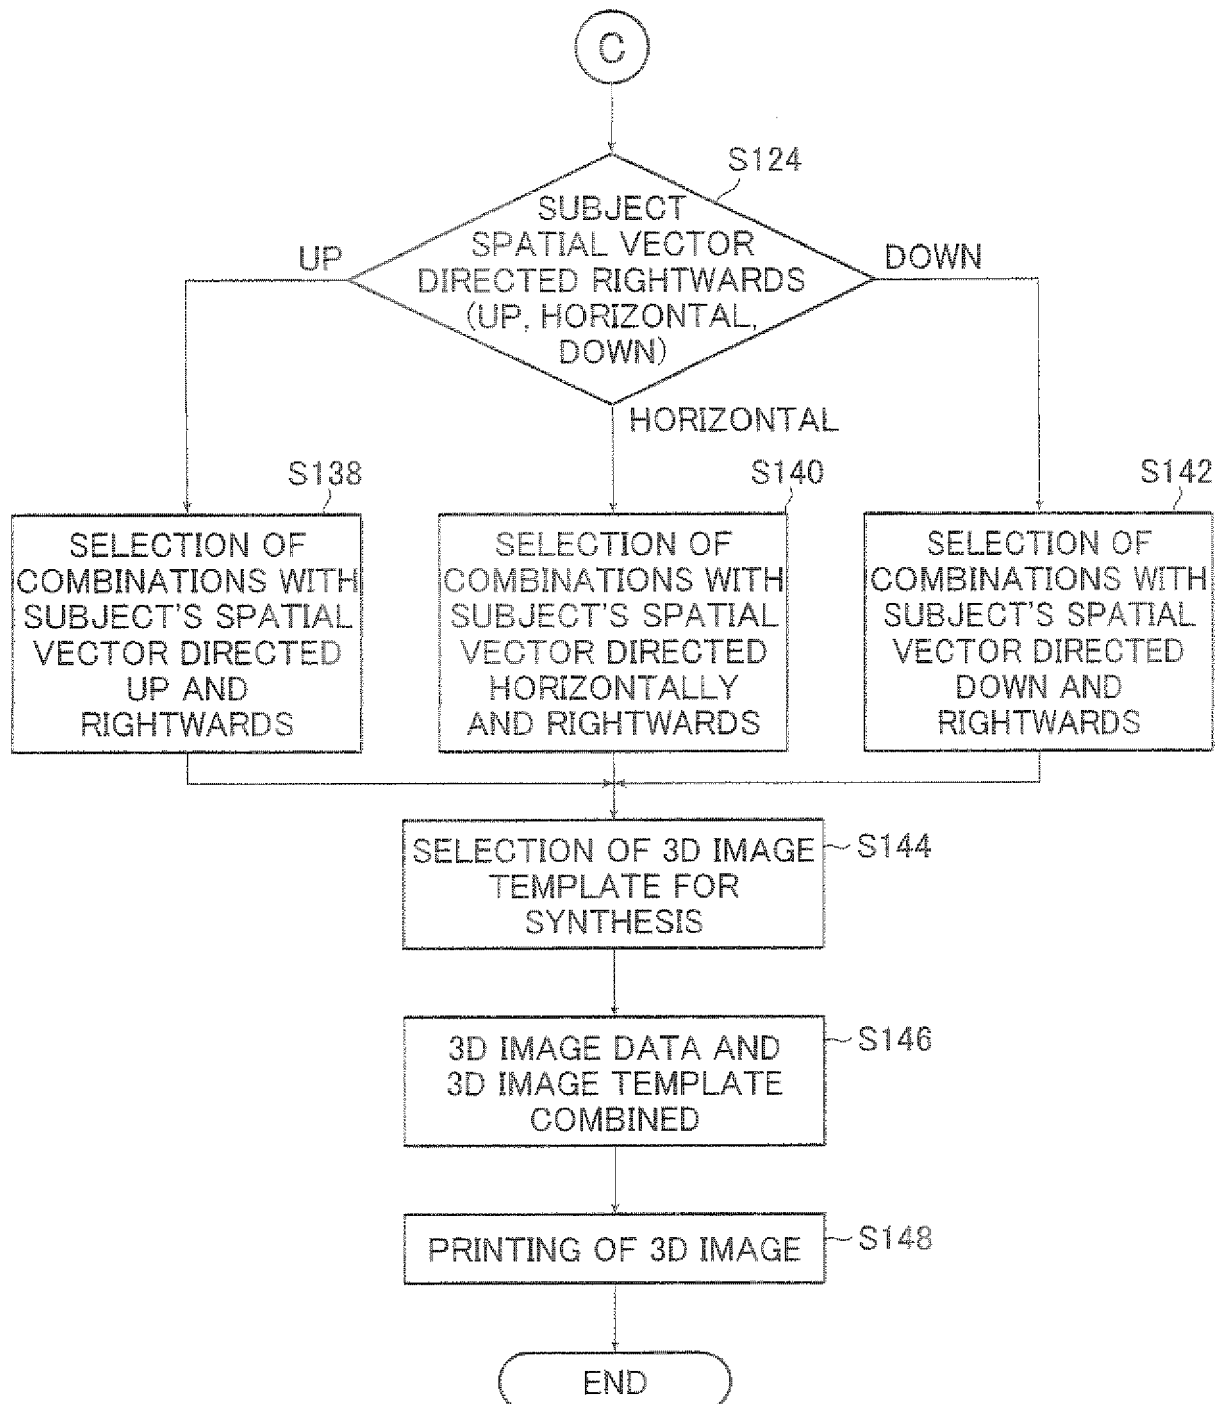 C
S124
SUBJECT
SPATIAL VECTOR
DIRECTED RIGHTWARDS
(UP, HORIZONTAL,
DOWN)
UP
DOWN
HORIZONTAL
S138
SELECTION OF
COMBINATIONS WITH
SUBJECT'S SPATIAL
VECTOR DIRECTED
UP AND
RIGHTWARDS
S140
SELECTION OF
COMBINATIONS WITH
SUBJECT'S SPATIAL
VECTOR DIRECTED
HORIZONTALLY
AND RIGHTWARDS
S142
SELECTION OF
COMBINATIONS WITH
SUBJECT'S SPATIAL
VECTOR DIRECTED
DOWN AND
RIGHTWARDS
SELECTION OF 3D IMAGE
TEMPLATE FOR
SYNTHESIS
S144
3D IMAGE DATA AND
3D IMAGE TEMPLATE
COMBINED
S146
PRINTING OF 3D IMAGE
S148
END